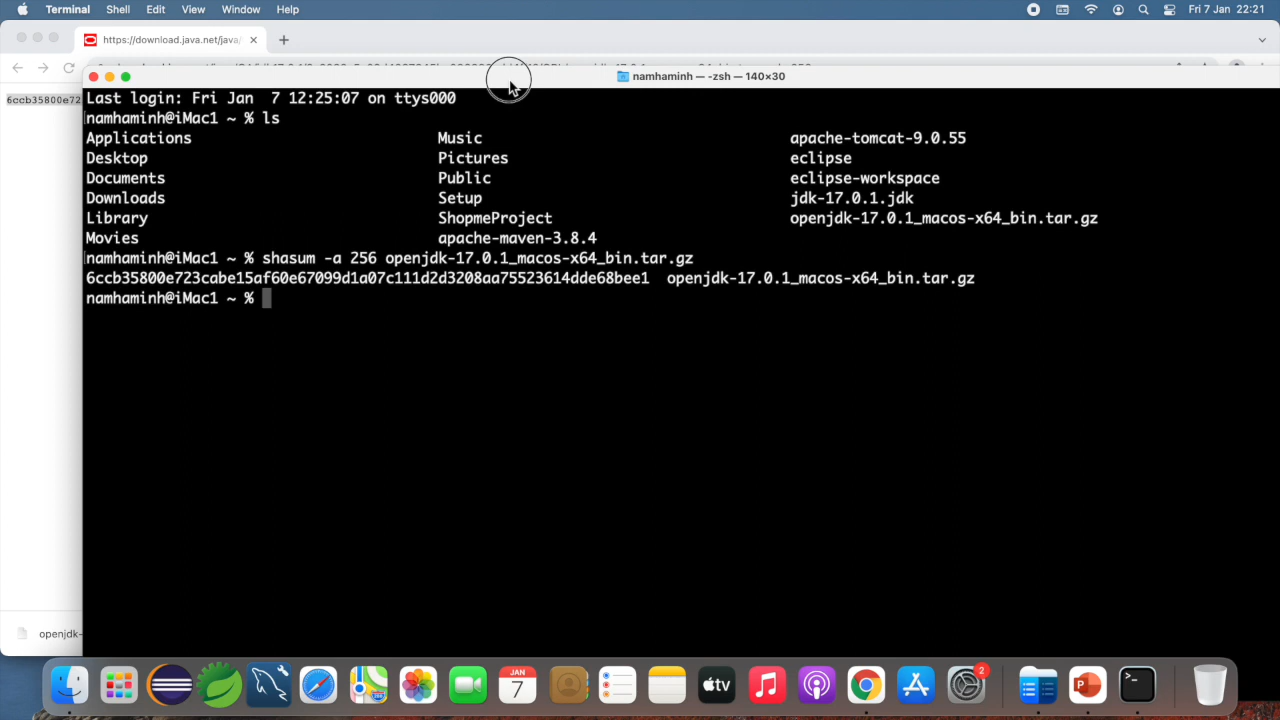 Terminal Shell Edit View Window Help Fri 7 Jan 22:21
https://download.java.net/java/
namhaminh — -zsh — 140×30
6ccb35800e72
Last login: Fri Jan  7 12:25:07 on ttys000
namhaminh@iMac1 ~ % ls
Applications Music apache-tomcat-9.0.55
Desktop Pictures eclipse
Documents Public eclipse-workspace
Downloads Setup jdk-17.0.1.jdk
Library ShopmeProject openjdk-17.0.1_macos-x64_bin.tar.gz
Movies apache-maven-3.8.4
namhaminh@iMac1 ~ % shasum -a 256 openjdk-17.0.1_macos-x64_bin.tar.gz
6ccb35800e723cabe15af60e67099d1a07c111d2d3208aa75523614dde68bee1  openjdk-17.0.1_macos-x64_bin.tar.gz
namhaminh@iMac1 ~ %
openjdk-
JAN
7
tv
2